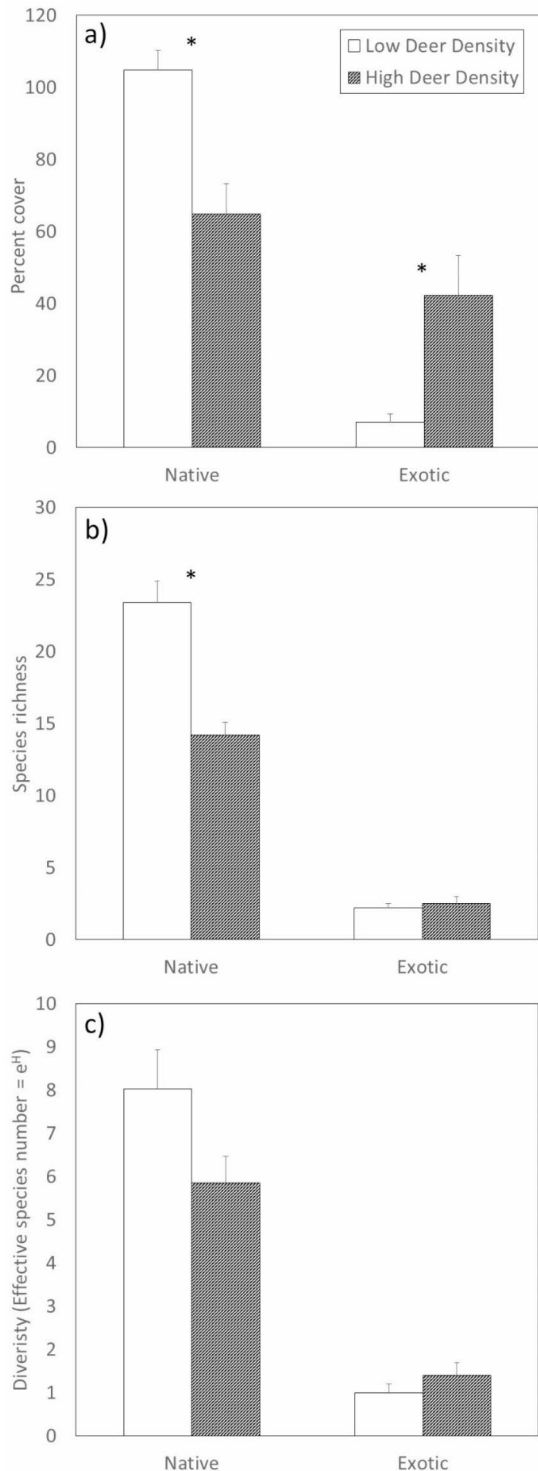 a)
*
Low Deer Density
High Deer Density
*
Percent cover
120
100
80
60
40
20
0
Native Exotic
b)
*
Species richness
30
25
20
15
10
5
0
Native Exotic
c)
Diveristy (Effective species number = eᴴ)
10
9
8
7
6
5
4
3
2
1
0
Native Exotic